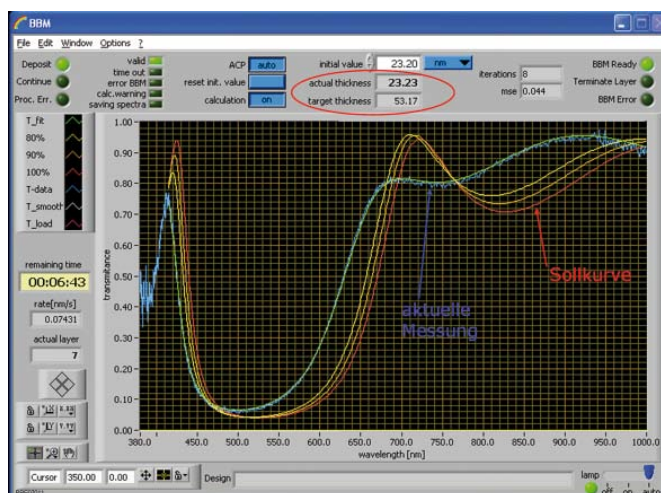 BBM
File Edit Window Options ?
Deposit
Continue
Proc. Err.
valid
time out
error BBM
calc.warning
saving spectra
ACP auto
reset init. value
calculation on
initial value 23.20 nm
actual thickness 23.23
target thickness 53.17
iterations 8
mse 0.044
BBM Ready
Terminate Layer
BBM Error
T_fit
80%
90%
100%
T-data
T_smooth
T_load
remaining time
00:06:43
rate[nm/s]
0.07431
actual layer
7
transmitance
1.00
0.90
0.80
0.70
0.60
0.50
0.40
0.30
0.20
0.10
0.00
Sollkurve
aktuelle
Messung
380.0 450.0 500.0 550.0 600.0 650.0 700.0 750.0 800.0 850.0 900.0 950.0 1000.0
wavelength [nm]
Cursor 350.00 0.00
Design
lamp
off on auto